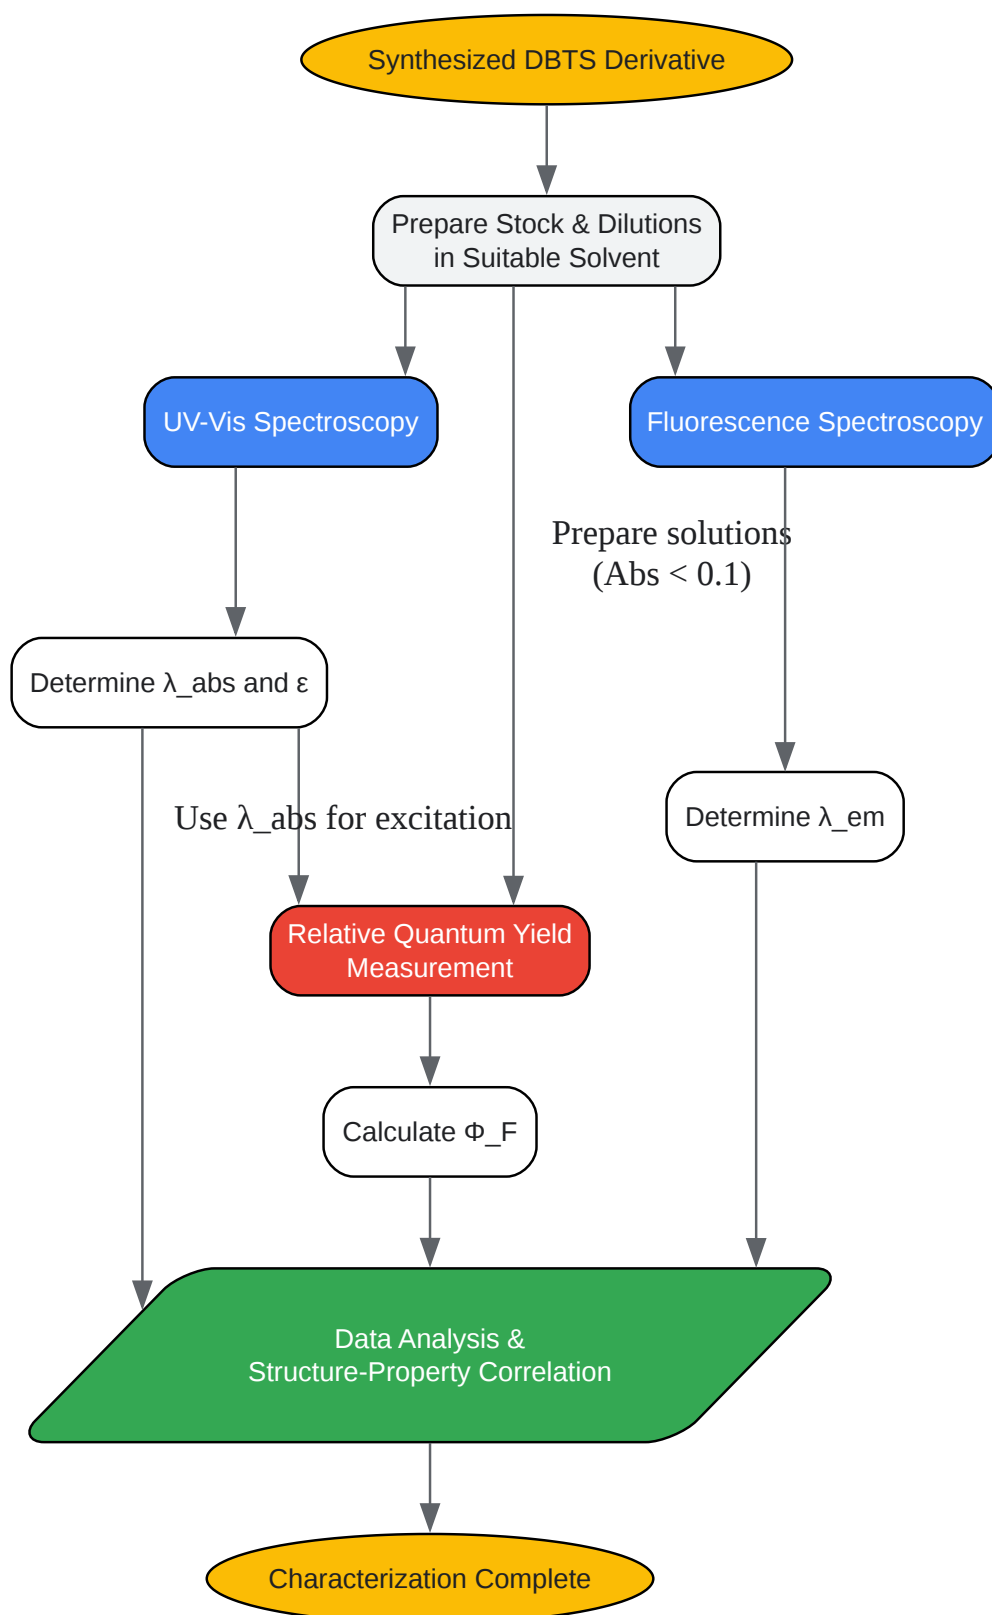 Synthesized DBTS Derivative
Prepare Stock & Dilutions
in Suitable Solvent
UV-Vis Spectroscopy
Fluorescence Spectroscopy
Prepare solutions
(Abs < 0.1)
Determine λ_abs and ε
Use λ_abs for excitation
Determine λ_em
Relative Quantum Yield
Measurement
Calculate Φ_F
Data Analysis &
Structure-Property Correlation
Characterization Complete